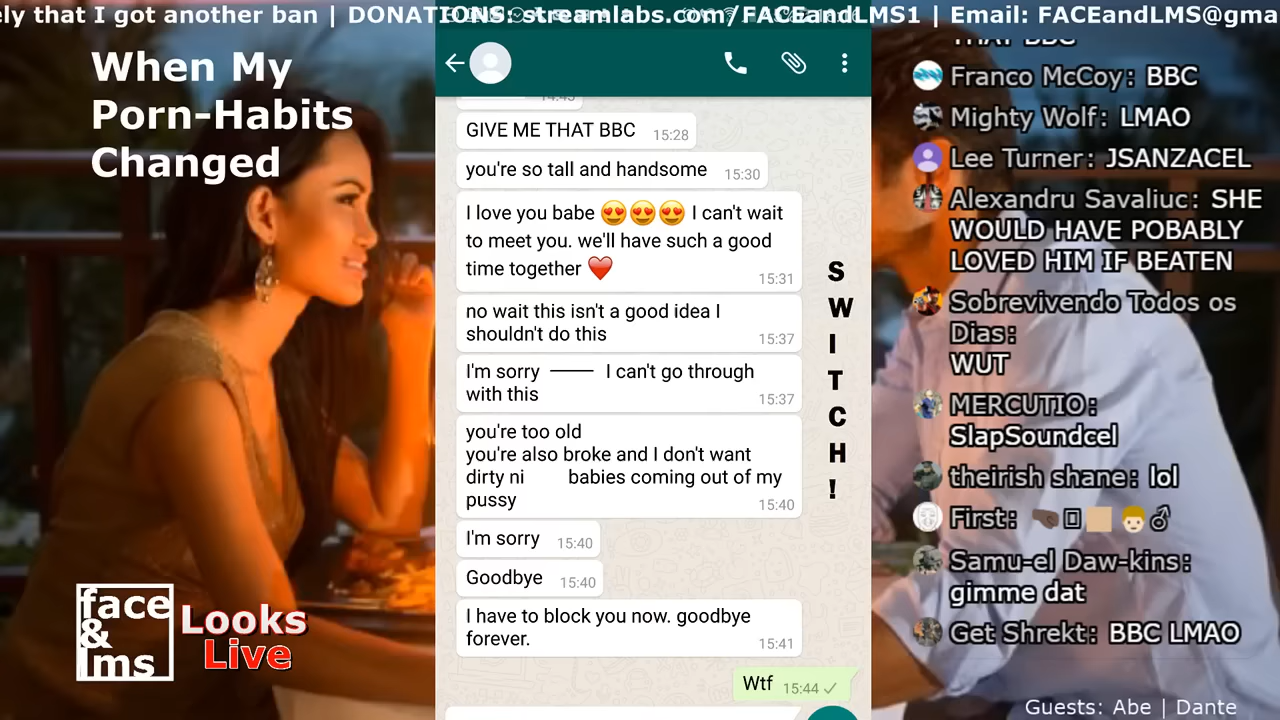 ely that I got another ban | DONATIONS: streamlabs.com/FACEandLMS1 | Email: FACEandLMS@gma
When My
Porn-Habits
Changed
14:45
GIVE ME THAT BBC 15:28
you're so tall and handsome 15:30
I love you babe 😍😍😍 I can't wait
to meet you. we'll have such a good
time together ❤️ 15:31
no wait this isn't a good idea I
shouldn't do this 15:37
I'm sorry —— I can't go through
with this 15:37
you're too old
you're also broke and I don't want
dirty ni babies coming out of my
pussy 15:40
I'm sorry 15:40
Goodbye 15:40
I have to block you now. goodbye
forever. 15:41
Wtf 15:44
S
W
I
T
C
H
!
THAT BBC
Franco McCoy: BBC
Mighty Wolf: LMAO
Lee Turner: JSANZACEL
Alexandru Savaliuc: SHE
WOULD HAVE POBABLY
LOVED HIM IF BEATEN
Sobrevivendo Todos os
Dias:
WUT
MERCUTIO:
SlapSoundcel
theirish shane: lol
First:
Samu-el Daw-kins:
gimme dat
Get Shrekt: BBC LMAO
face
&
lms
Looks
Live
Guests: Abe | Dante